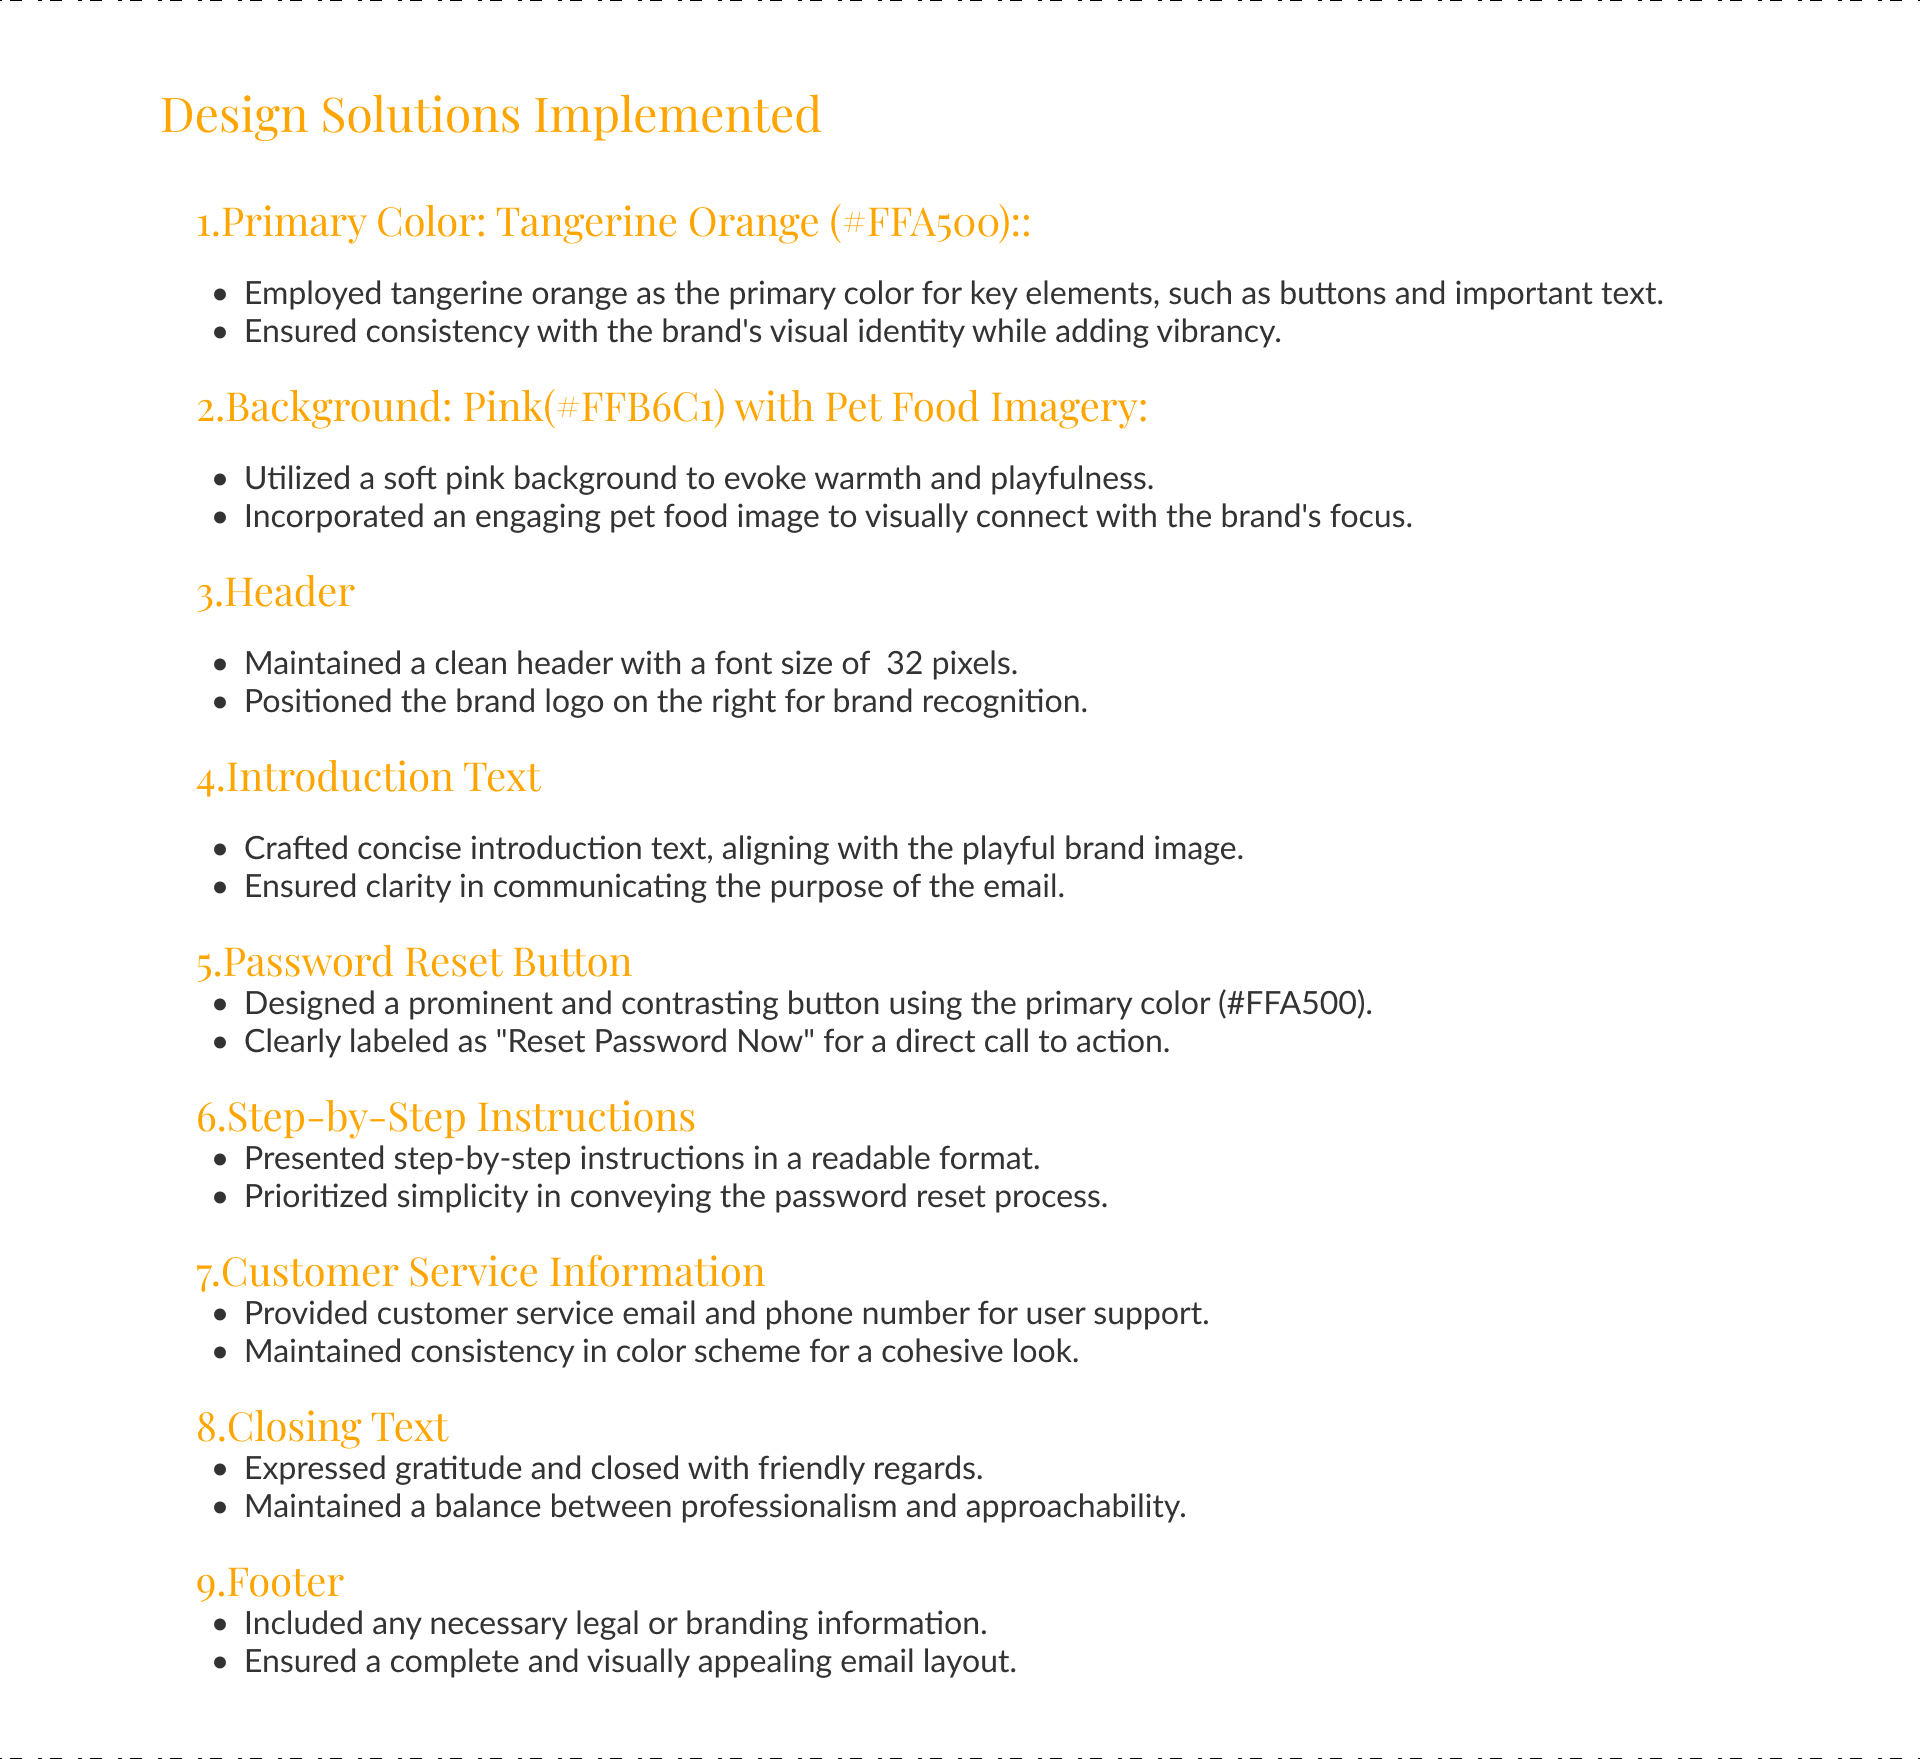 Design Solutions Implemented
1.Primary Color: Tangerine Orange (#FFA500)::
• Employed tangerine orange as the primary color for key elements, such as buttons and important text.
• Ensured consistency with the brand's visual identity while adding vibrancy.
2.Background: Pink(#FFB6C1) with Pet Food Imagery:
• Utilized a soft pink background to evoke warmth and playfulness.
• Incorporated an engaging pet food image to visually connect with the brand's focus.
3.Header
• Maintained a clean header with a font size of  32 pixels.
• Positioned the brand logo on the right for brand recognition.
4.Introduction Text
• Crafted concise introduction text, aligning with the playful brand image.
• Ensured clarity in communicating the purpose of the email.
5.Password Reset Button
• Designed a prominent and contrasting button using the primary color (#FFA500).
• Clearly labeled as "Reset Password Now" for a direct call to action.
6.Step-by-Step Instructions
• Presented step-by-step instructions in a readable format.
• Prioritized simplicity in conveying the password reset process.
7.Customer Service Information
• Provided customer service email and phone number for user support.
• Maintained consistency in color scheme for a cohesive look.
8.Closing Text
• Expressed gratitude and closed with friendly regards.
• Maintained a balance between professionalism and approachability.
9.Footer
• Included any necessary legal or branding information.
• Ensured a complete and visually appealing email layout.